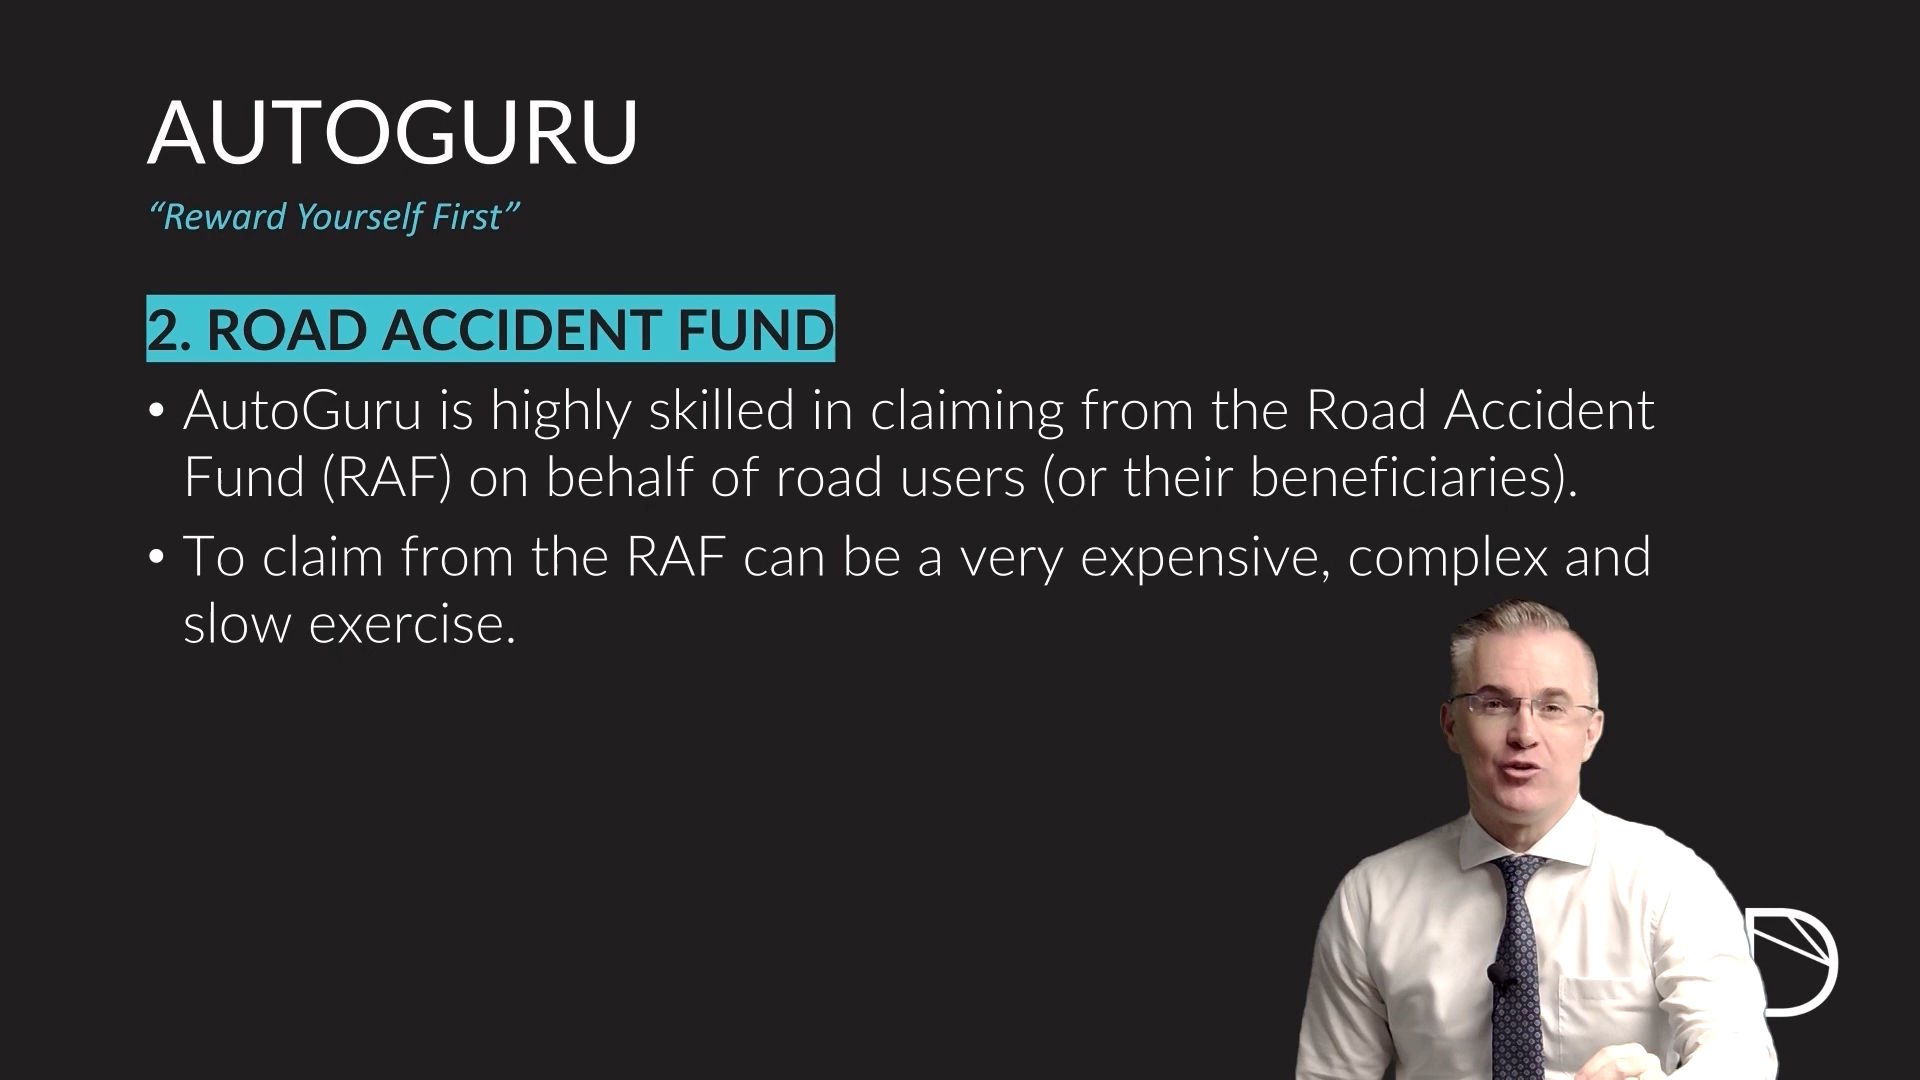 AUTOGURU
“Reward Yourself First”
2. ROAD ACCIDENT FUND
• AutoGuru is highly skilled in claiming from the Road Accident
Fund (RAF) on behalf of road users (or their beneficiaries).
• To claim from the RAF can be a very expensive, complex and
slow exercise.